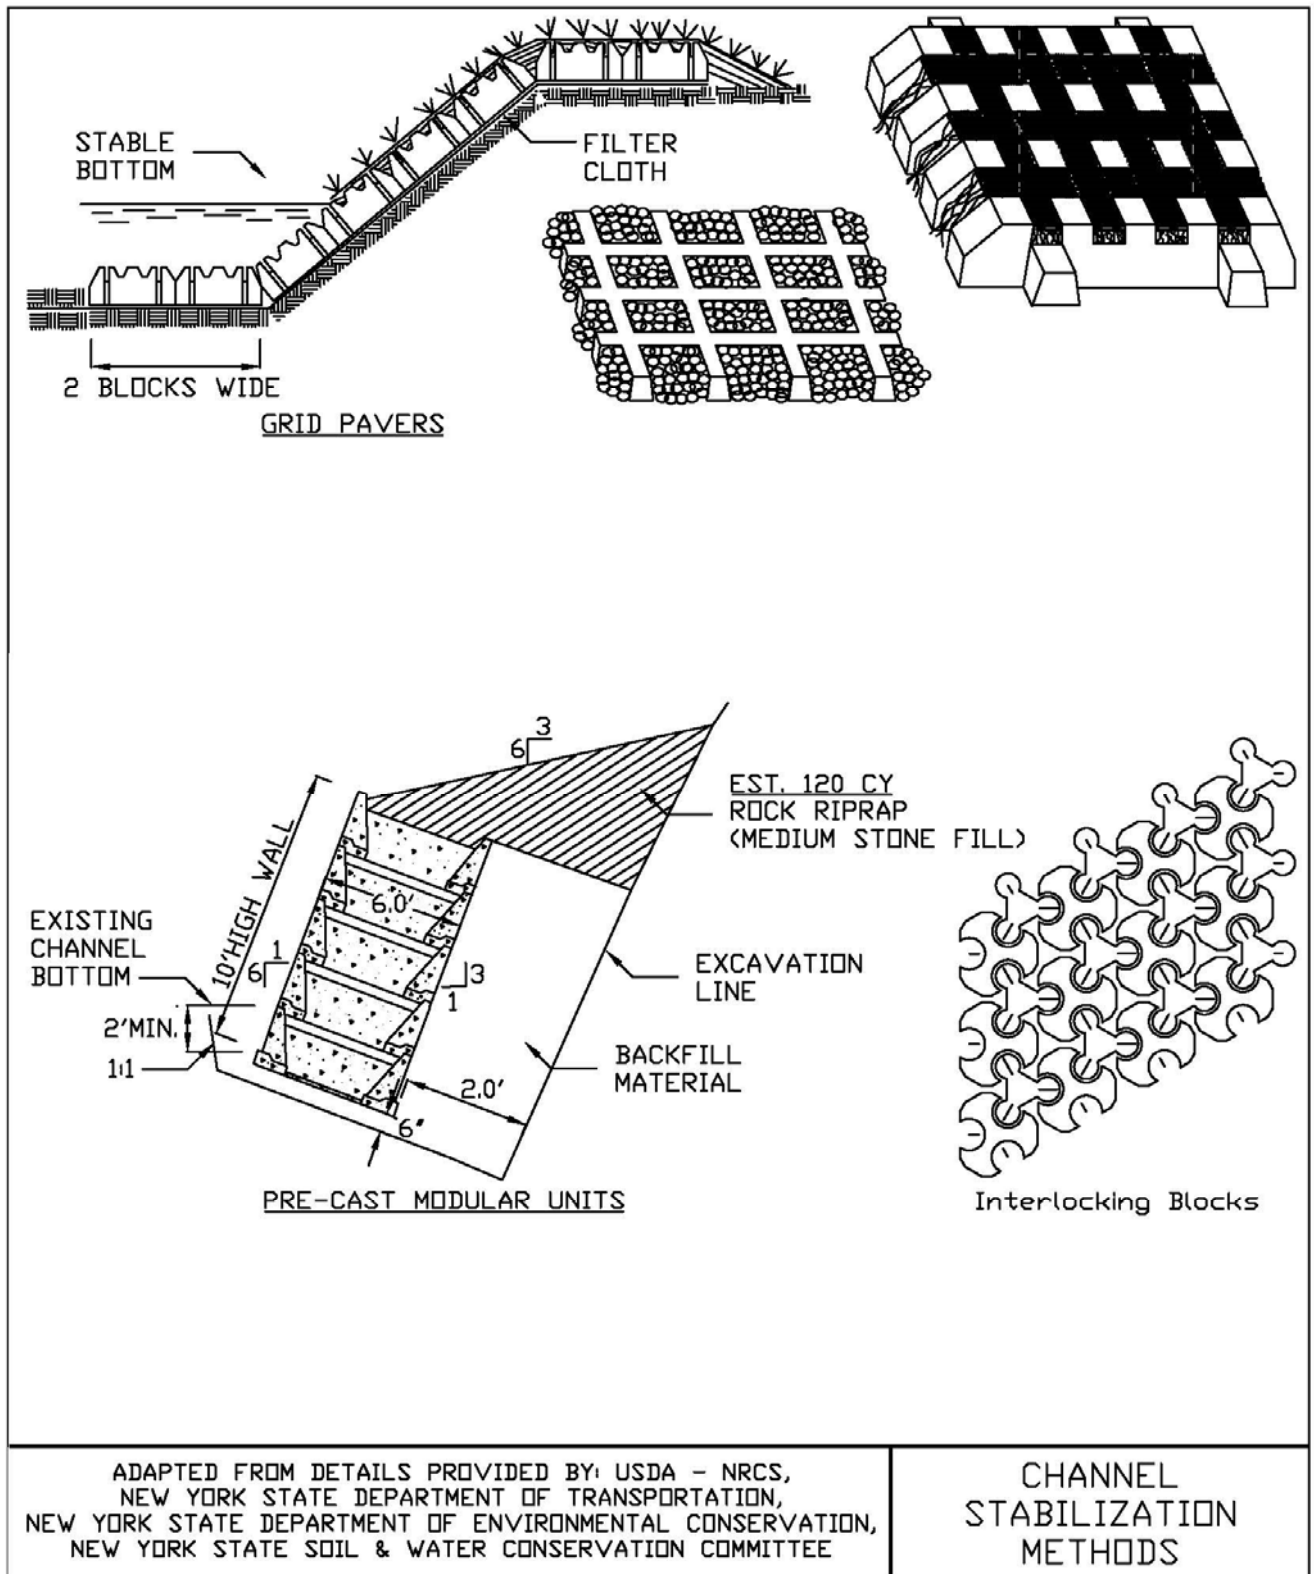 STABLE
BOTTOM
FILTER
CLOTH
2 BLOCKS WIDE
GRID PAVERS
3
6
EST. 120 CY
ROCK RIPRAP
(MEDIUM STONE FILL)
10'HIGH WALL
6.0'
EXISTING
CHANNEL
BOTTOM
1
6
3
1
EXCAVATION
LINE
2'MIN.
1:1
BACKFILL
MATERIAL
2.0'
6"
PRE-CAST MODULAR UNITS
Interlocking Blocks
ADAPTED FROM DETAILS PROVIDED BY: USDA - NRCS,
NEW YORK STATE DEPARTMENT OF TRANSPORTATION,
NEW YORK STATE DEPARTMENT OF ENVIRONMENTAL CONSERVATION,
NEW YORK STATE SOIL & WATER CONSERVATION COMMITTEE
CHANNEL
STABILIZATION
METHODS